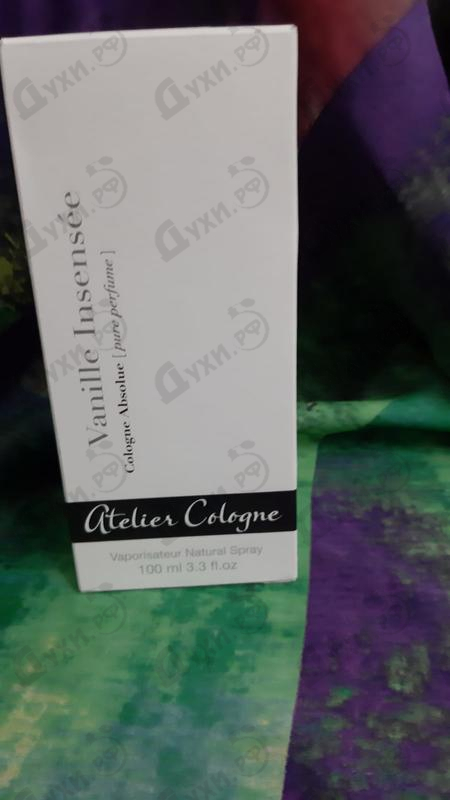 Vanille Insensée
Cologne Absolue [ pure perfume ]
Atelier Cologne
Vaporisateur Natural Spray
100 ml 3.3 fl.oz
Духи.рф